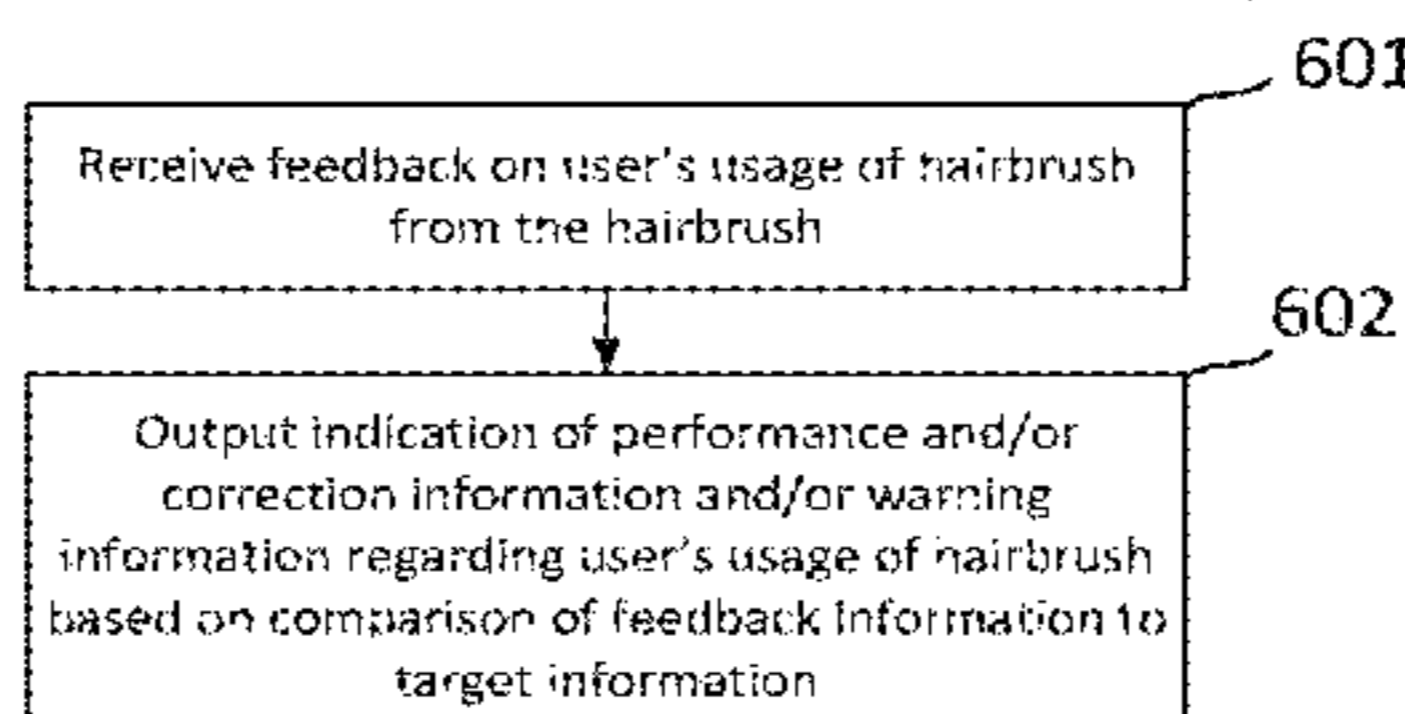 601
Receive feedback on user's usage of hairbrush
from the hairbrush
602
Output indication of performance and/or
correction information and/or warning
information regarding user's usage of hairbrush
based on comparison of feedback information to
target information